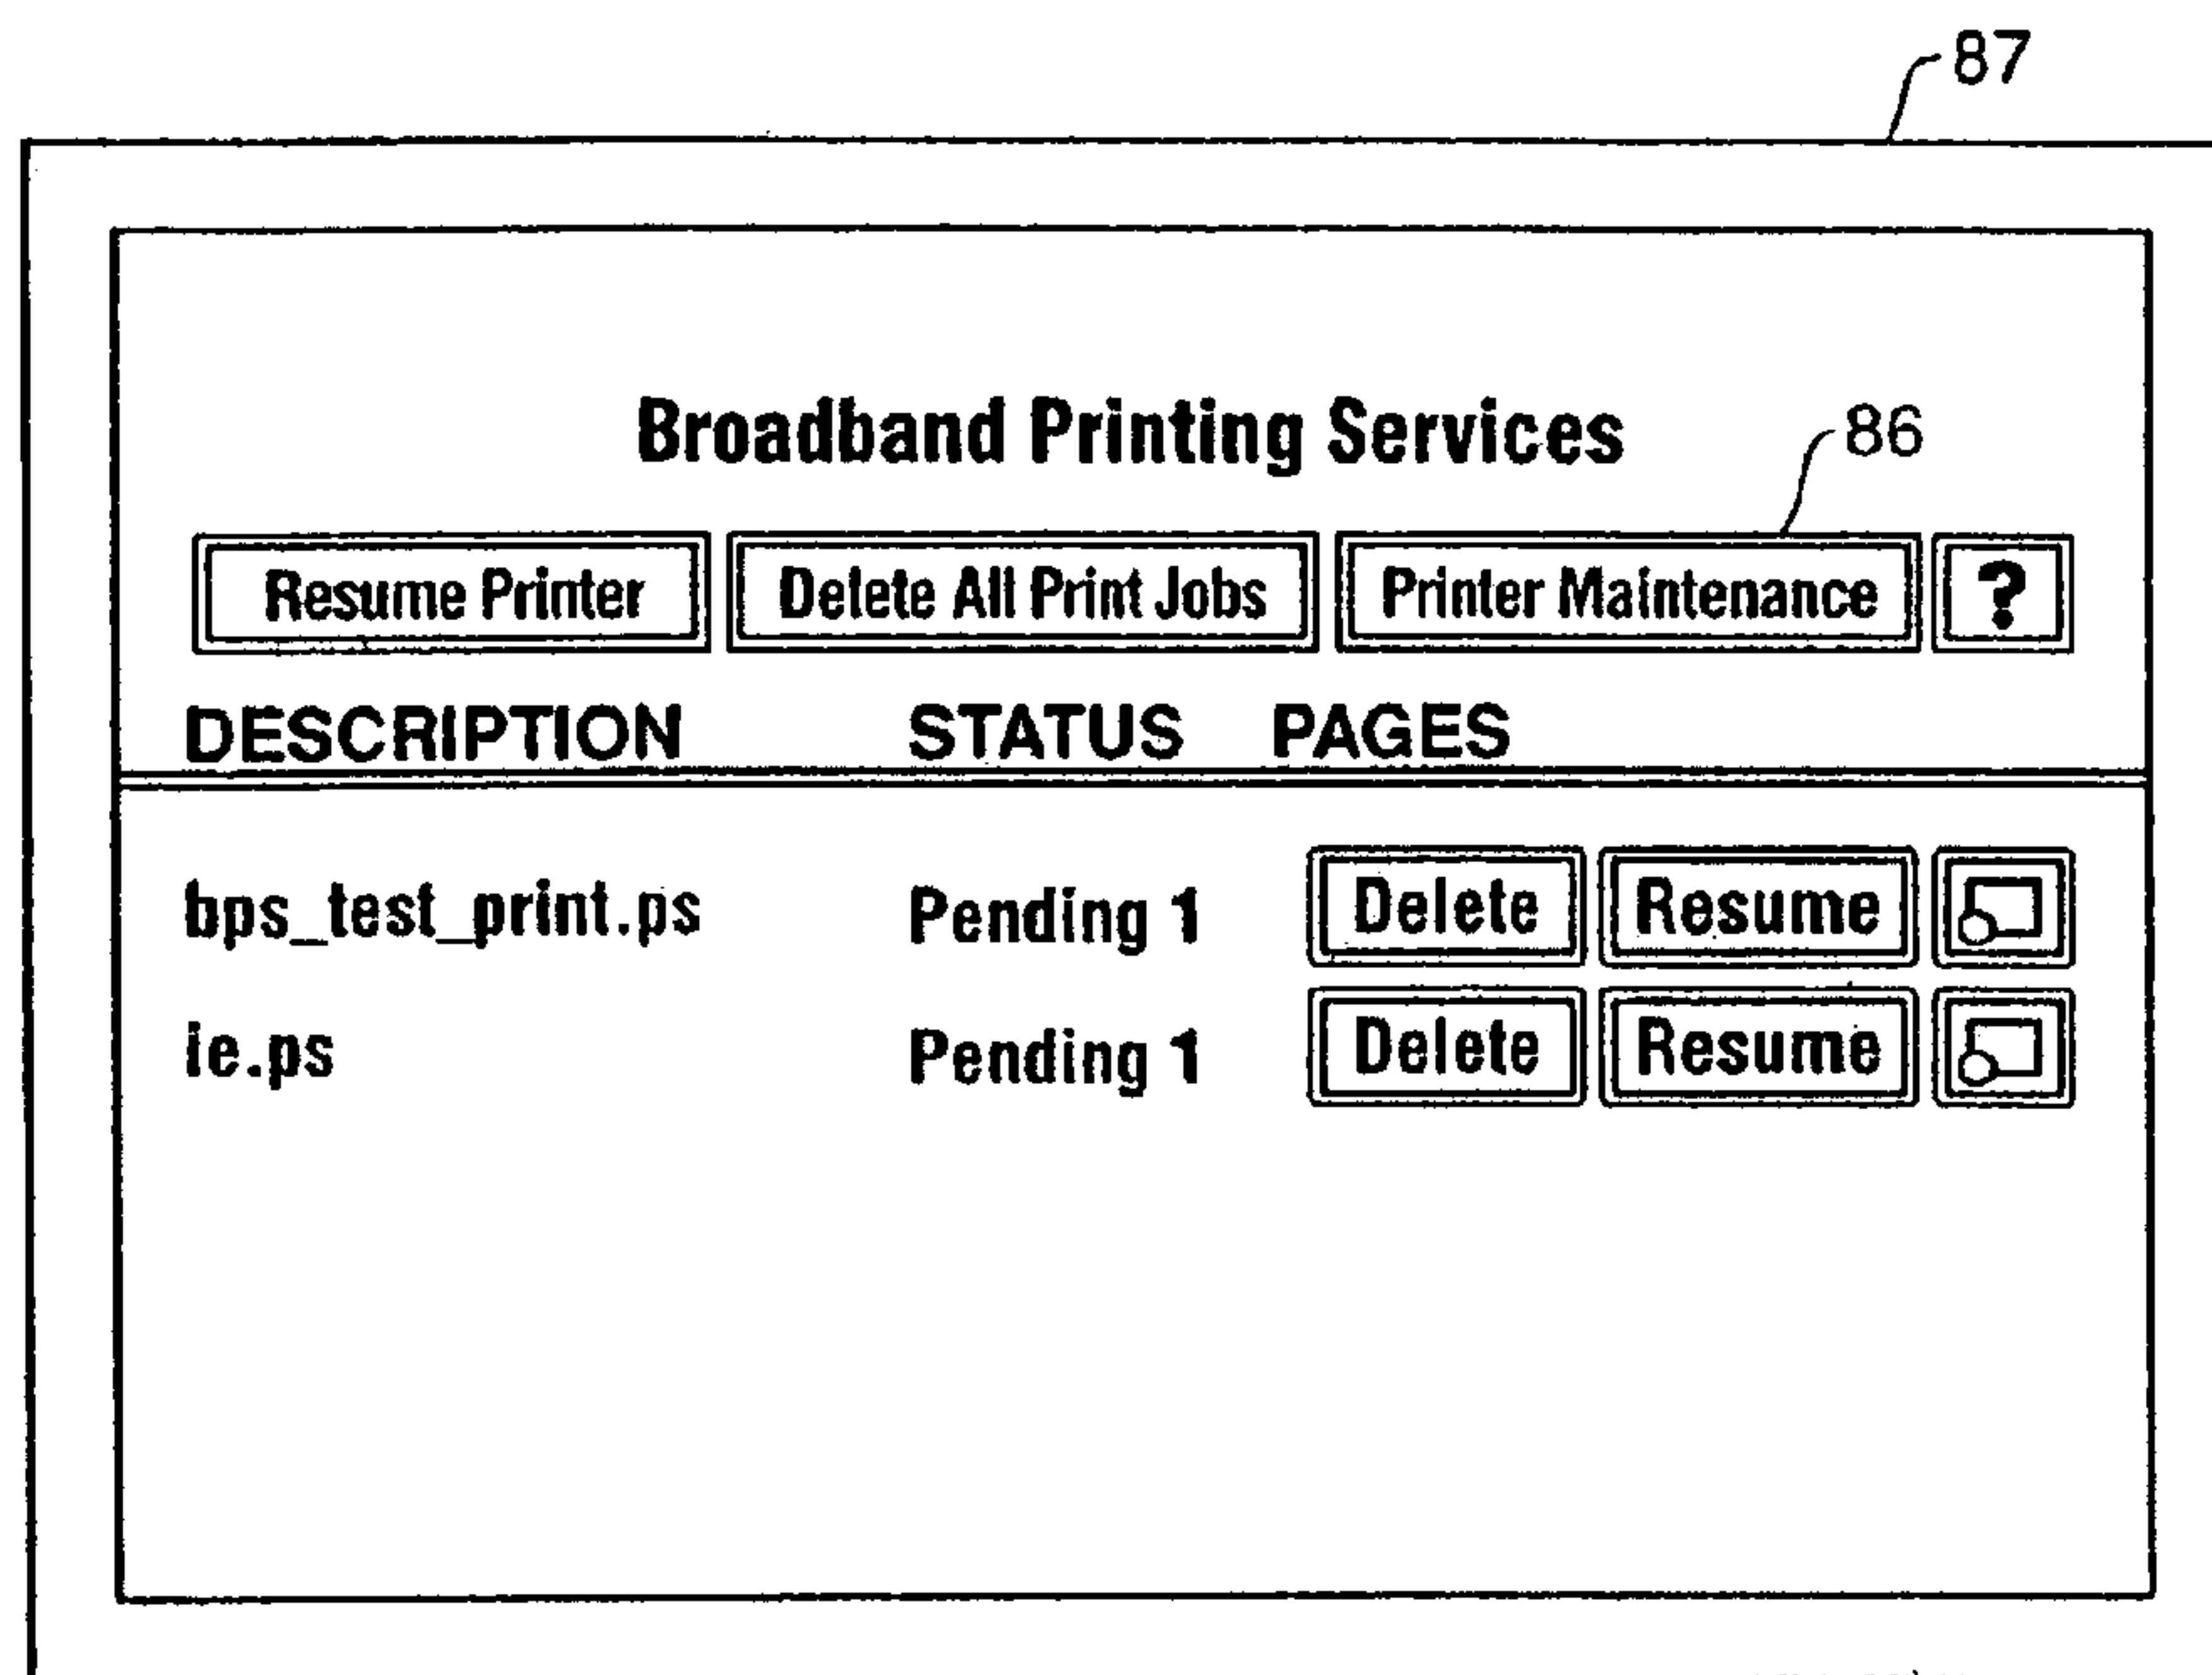 87
Broadband Printing Services
86
Resume Printer Delete All Print Jobs Printer Maintenance ?
DESCRIPTION STATUS PAGES
bps_test_print.ps Pending 1 Delete Resume
ie.ps Pending 1 Delete Resume